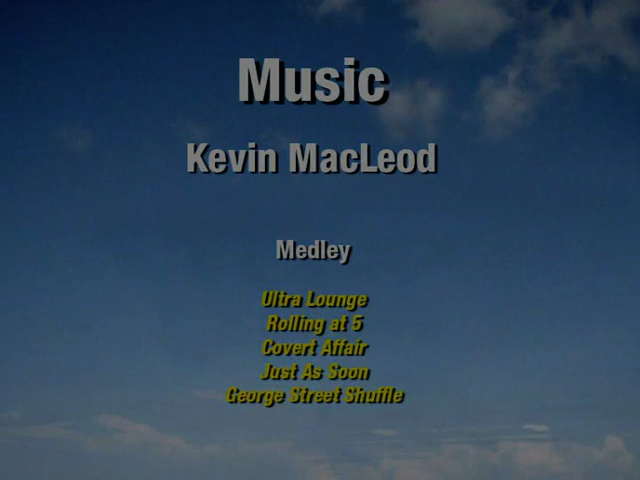 Music
Kevin MacLeod
Medley
Ultra Lounge
Rolling at 5
Covert Affair
Just As Soon
George Street Shuffle